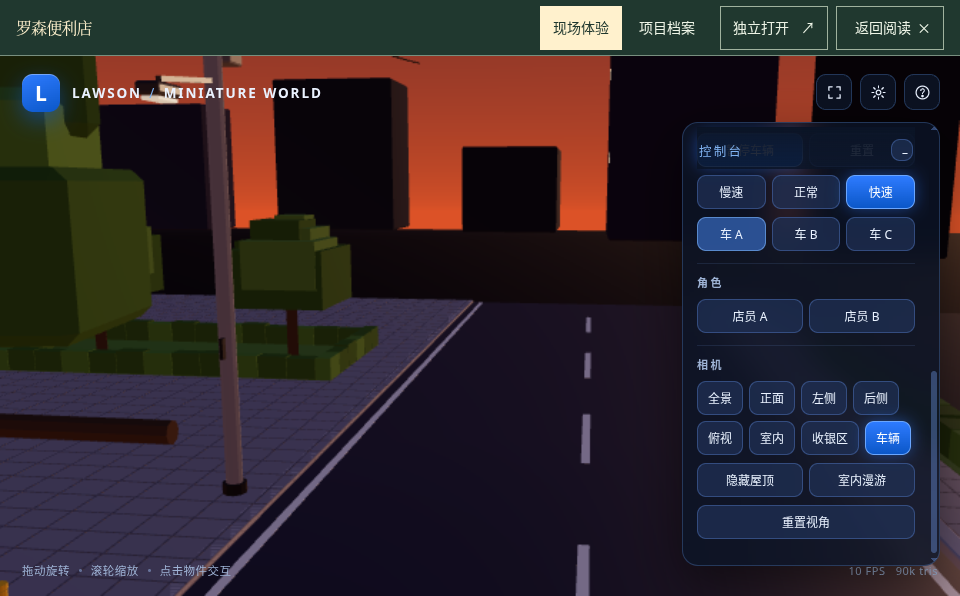 罗森便利店 现场体验 项目档案 独立打开 ↗ 返回阅读 ×
L LAWSON / MINIATURE WORLD
控制台 重置 –
慢速 正常 快速
车 A 车 B 车 C
角色
店员 A 店员 B
相机
全景 正面 左侧 后侧
俯视 室内 收银区 车辆
隐藏屋顶 室内漫游
重置视角
拖动旋转 • 滚轮缩放 • 点击物件交互 10 FPS 90k tris